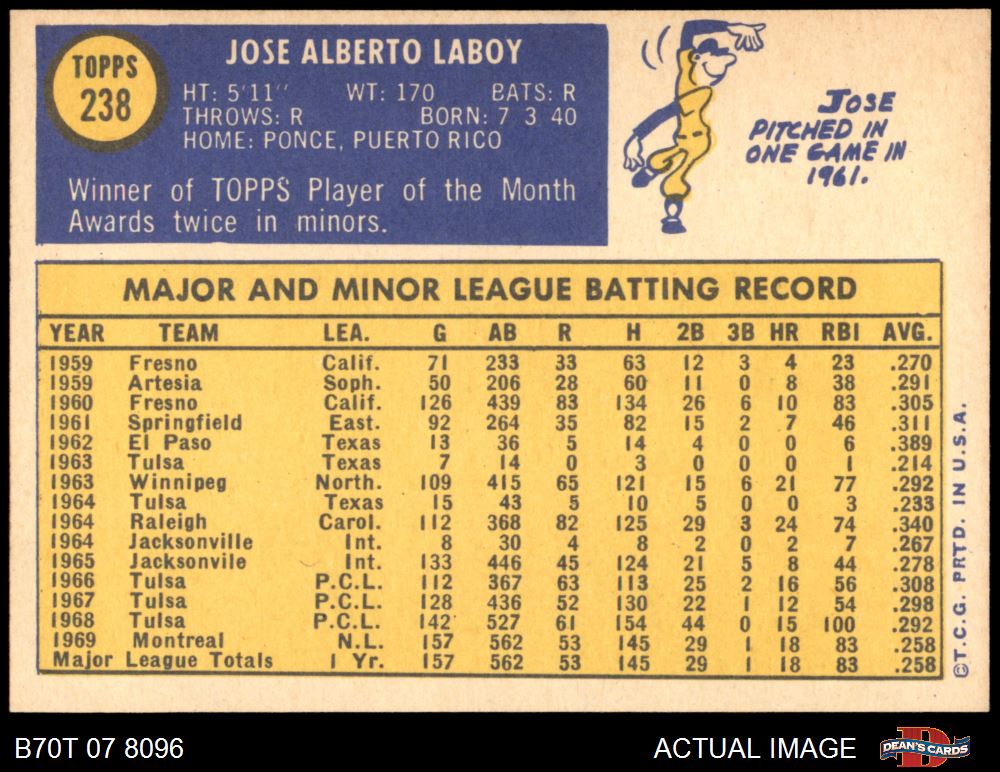 TOPPS
238
JOSE ALBERTO LABOY
HT: 5'11" WT: 170 BATS: R
THROWS: R BORN: 7 3 40
HOME: PONCE, PUERTO RICO
Winner of TOPPS Player of the Month
Awards twice in minors.
JOSE
PITCHED IN
ONE GAME IN
1961.
MAJOR AND MINOR LEAGUE BATTING RECORD
YEAR TEAM LEA. G AB R H 2B 3B HR RBI AVG.
1959 Fresno Calif. 71 233 33 63 12 3 4 23 .270
1959 Artesia Soph. 50 206 28 60 11 0 8 38 .291
1960 Fresno Calif. 126 439 83 134 26 6 10 83 .305
1961 Springfield East. 92 264 35 82 15 2 7 46 .311
1962 El Paso Texas 13 36 5 14 4 0 0 6 .389
1963 Tulsa Texas 7 14 0 3 0 0 0 1 .214
1963 Winnipeg North. 109 415 65 121 15 6 21 77 .292
1964 Tulsa Texas 15 43 5 10 5 0 0 3 .233
1964 Raleigh Carol. 112 368 82 125 29 3 24 74 .340
1964 Jacksonville Int. 8 30 4 8 2 0 2 7 .267
1965 Jacksonvile Int. 133 446 45 124 21 5 8 44 .278
1966 Tulsa P.C.L. 112 367 63 113 25 2 16 56 .308
1967 Tulsa P.C.L. 128 436 52 130 22 1 12 54 .298
1968 Tulsa P.C.L. 142 527 61 154 44 0 15 100 .292
1969 Montreal N.L. 157 562 53 145 29 1 18 83 .258
Major League Totals 1 Yr. 157 562 53 145 29 1 18 83 .258
©T.C.G. PRTD. IN U.S.A.
B70T 07 8096
ACTUAL IMAGE
DEAN'S CARDS